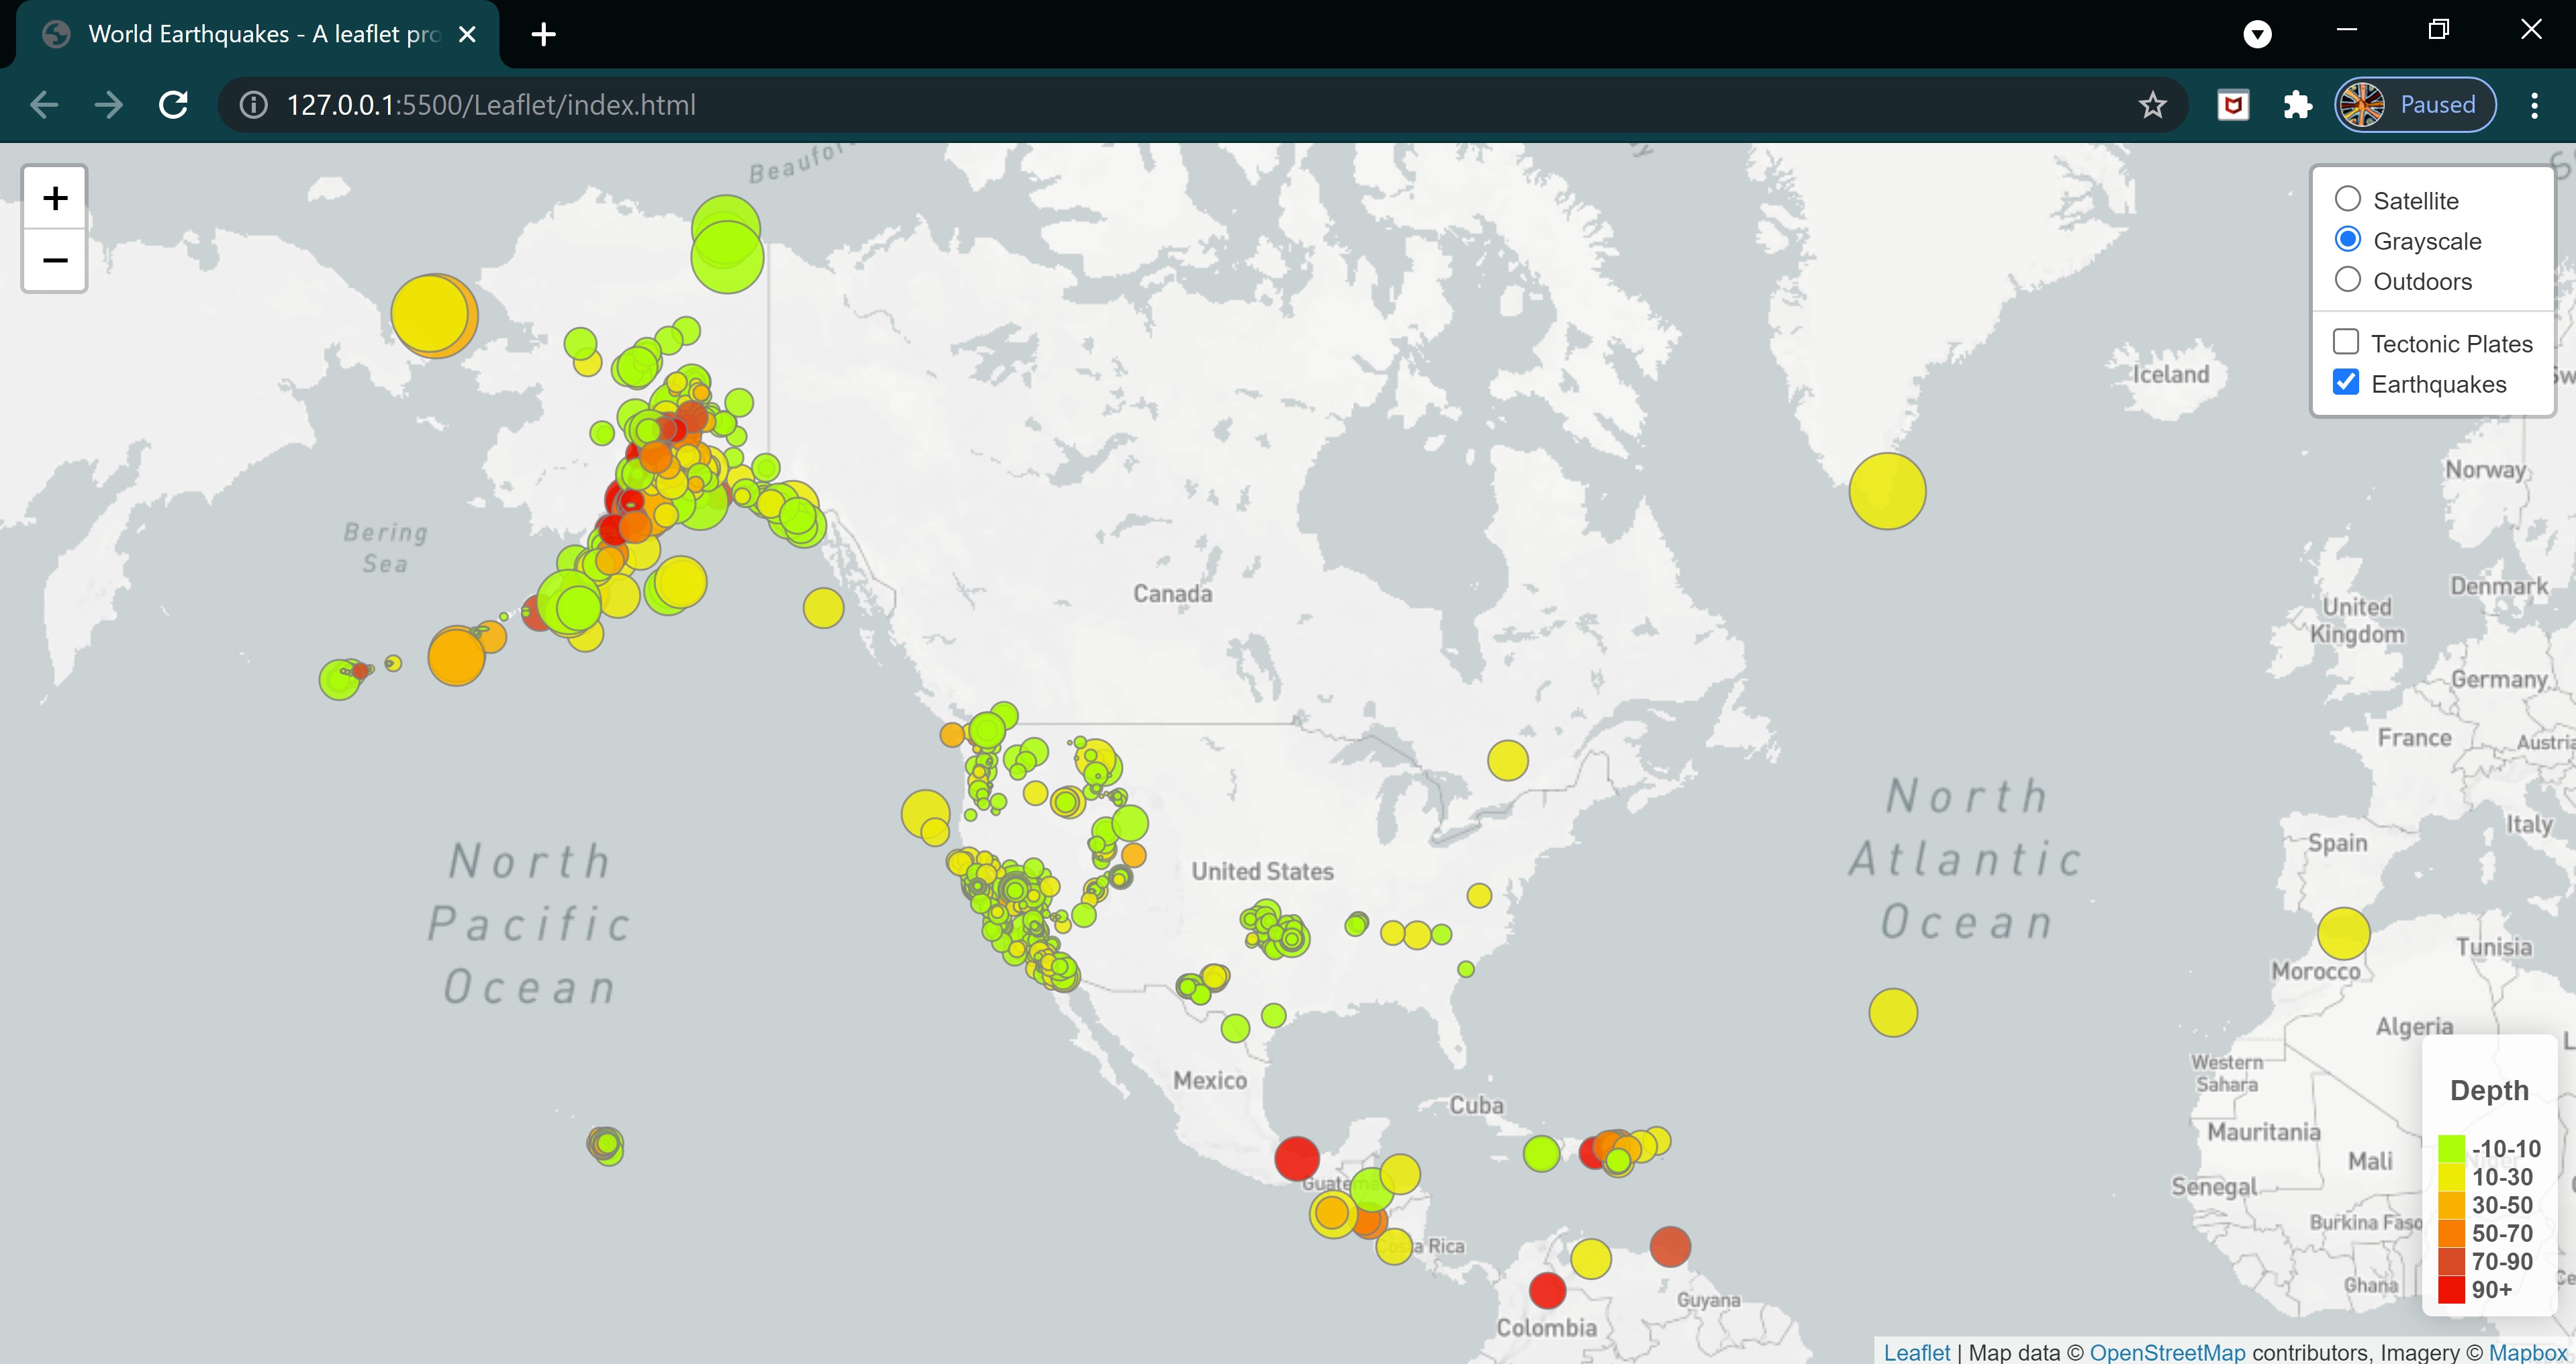 World Earthquakes - A leaflet pro
127.0.0.1:5500/Leaflet/index.html
Paused
+
−
Satellite
Grayscale
Outdoors
Tectonic Plates
Earthquakes
Beaufor
Iceland
Norway
Bering
Sea
Canada
Denmark
United
Kingdom
Germany
France
Austria
North
Atlantic
Ocean
North
Pacific
Ocean
United States
Spain
Italy
Tunisia
Morocco
Algeria
Western
Sahara
Mexico
Cuba
Mauritania
Mali
Senegal
Burkina Faso
Ghana
Costa Rica
Guyana
Colombia
Depth
-10-10
10-30
30-50
50-70
70-90
90+
Leaflet | Map data © OpenStreetMap contributors, Imagery © Mapbox